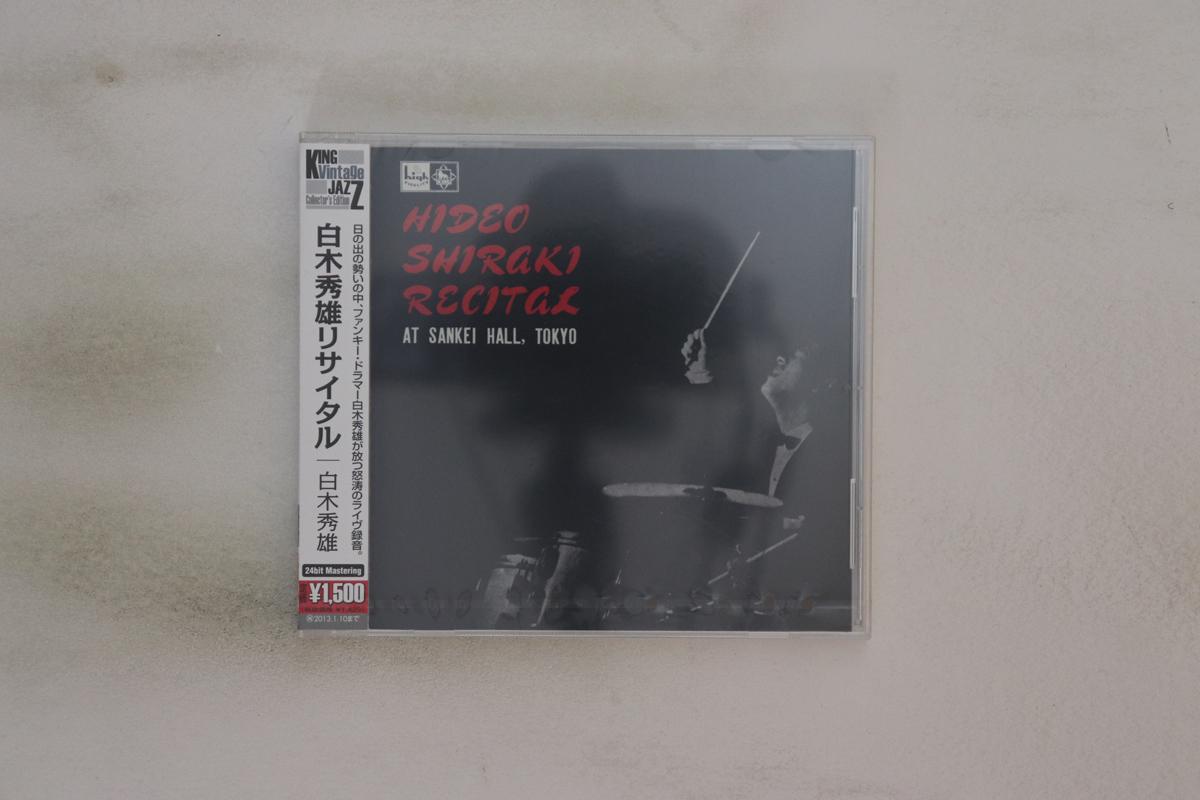 KING
Vintage
JAZZ
Collector's Edition
日の出の勢いの中、ファンキー・ドラマー白木秀雄が放つ怒涛のライヴ録音。
白木秀雄リサイタル
白木秀雄
24bit Mastering
¥1,500
2013.1.10まで
high
FIDELITY
HIDEO
SHIRAKI
RECITAL
AT SANKEI HALL, TOKYO